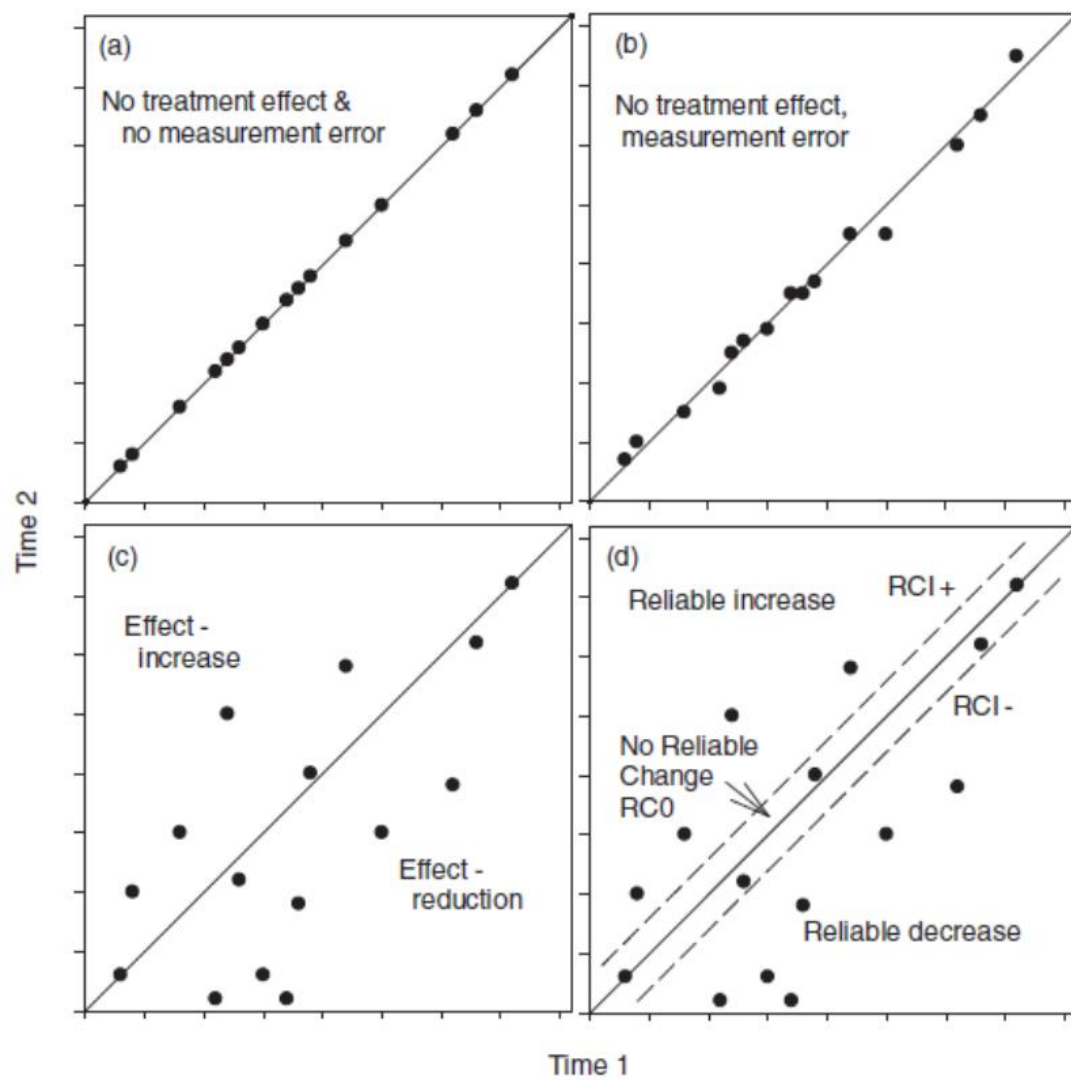 (a)
No treatment effect &
no measurement error
(b)
No treatment effect,
measurement error
Time 2
(c)
Effect -
increase
Effect -
reduction
(d)
Reliable increase
RCI +
RCI -
No Reliable
Change
RC0
Reliable decrease
Time 1